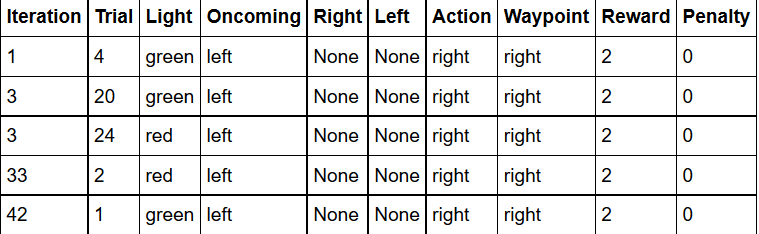 Iteration Trial Light Oncoming Right Left Action Waypoint Reward Penalty
1 4 green left None None right right 2 0
3 20 green left None None right right 2 0
3 24 red left None None right right 2 0
33 2 red left None None right right 2 0
42 1 green left None None right right 2 0